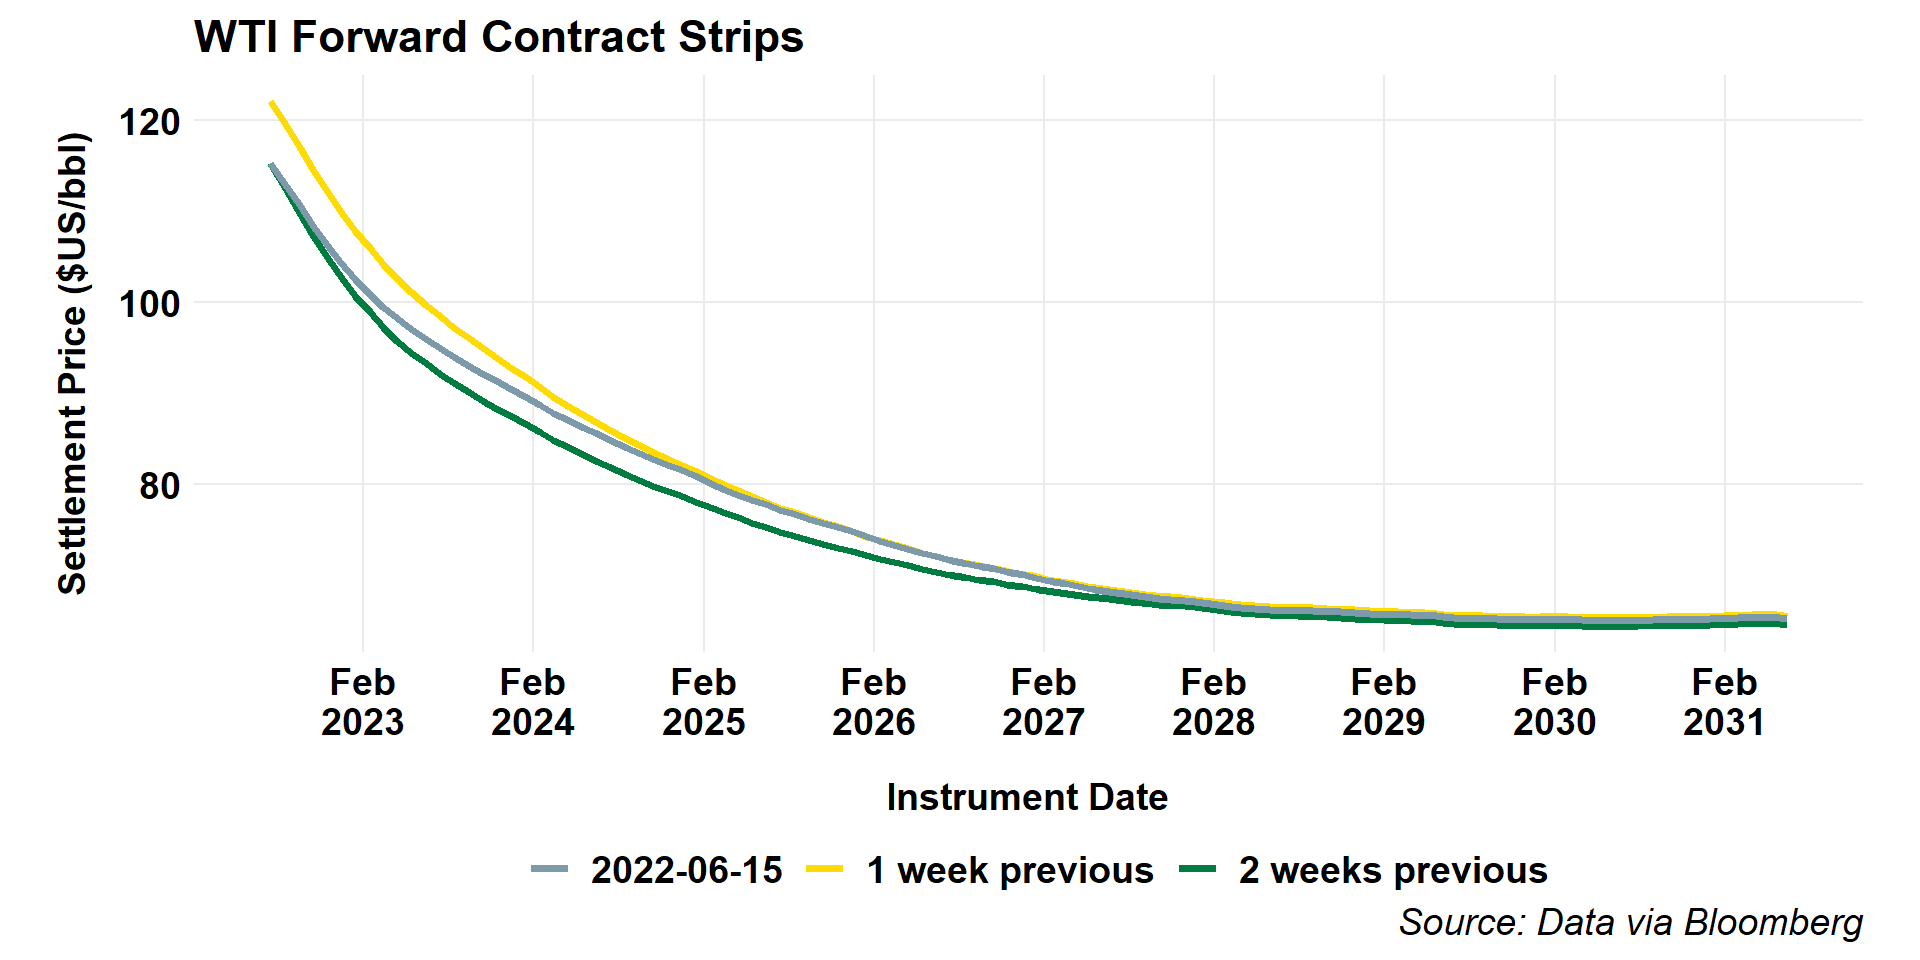 WTI Forward Contract Strips
Settlement Price ($US/bbl)
120
100
80
Feb 2023
Feb 2024
Feb 2025
Feb 2026
Feb 2027
Feb 2028
Feb 2029
Feb 2030
Feb 2031
Instrument Date
2022-06-15
1 week previous
2 weeks previous
Source: Data via Bloomberg